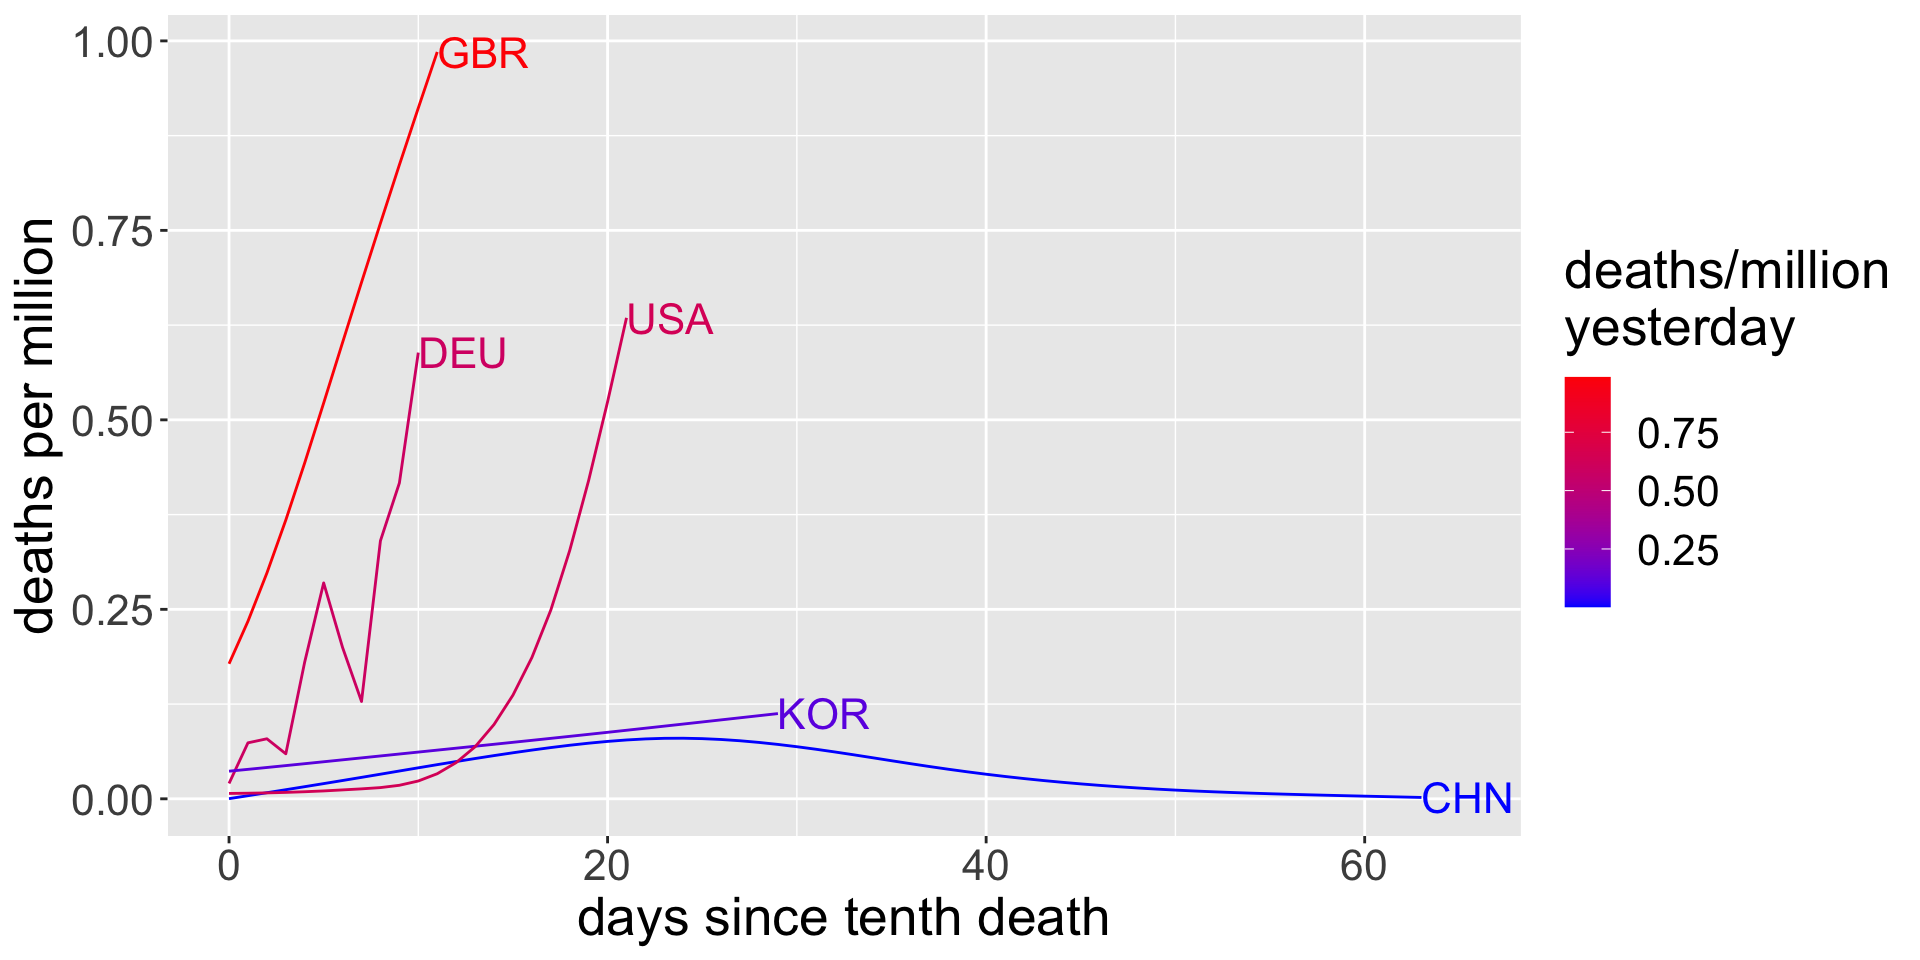 1.00
0.75
0.50
0.25
0.00
deaths per million
GBR
USA
DEU
KOR
CHN
0
20
40
60
days since tenth death
deaths/million
yesterday
0.75
0.50
0.25